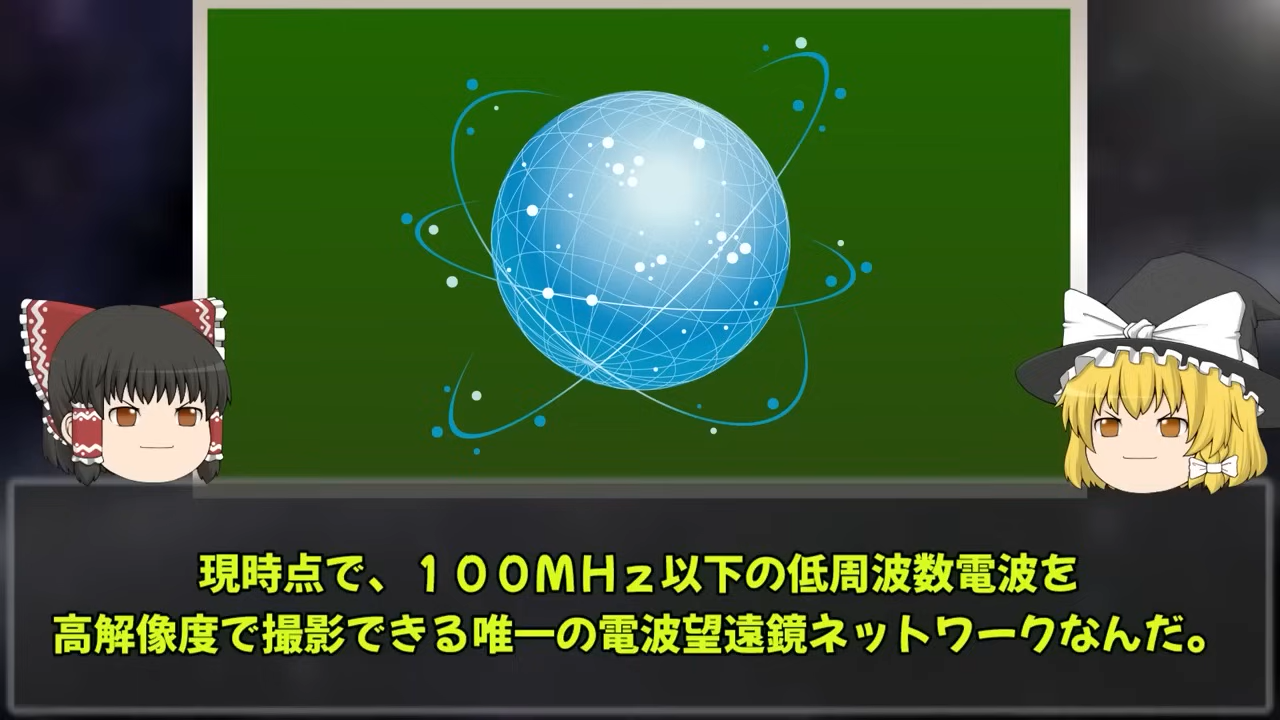 現時点で、１００ＭＨｚ以下の低周波数電波を
高解像度で撮影できる唯一の電波望遠鏡ネットワークなんだ。